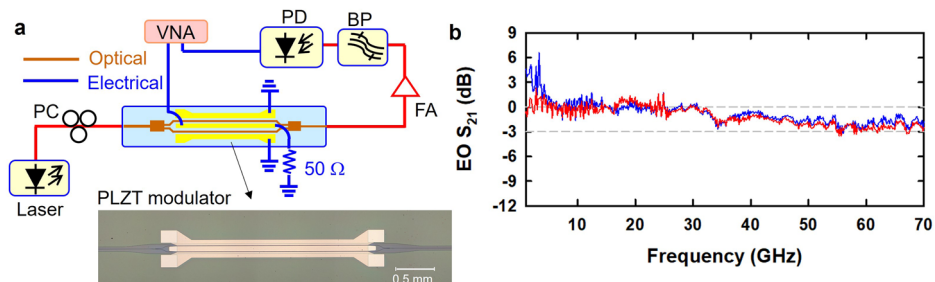 a
VNA
PD
BP
Optical
Electrical
PC
FA
50 Ω
Laser
PLZT modulator
0.5 mm
b
EO S21 (dB)
9
6
3
0
-3
-6
-9
-12
10 20 30 40 50 60 70
Frequency (GHz)